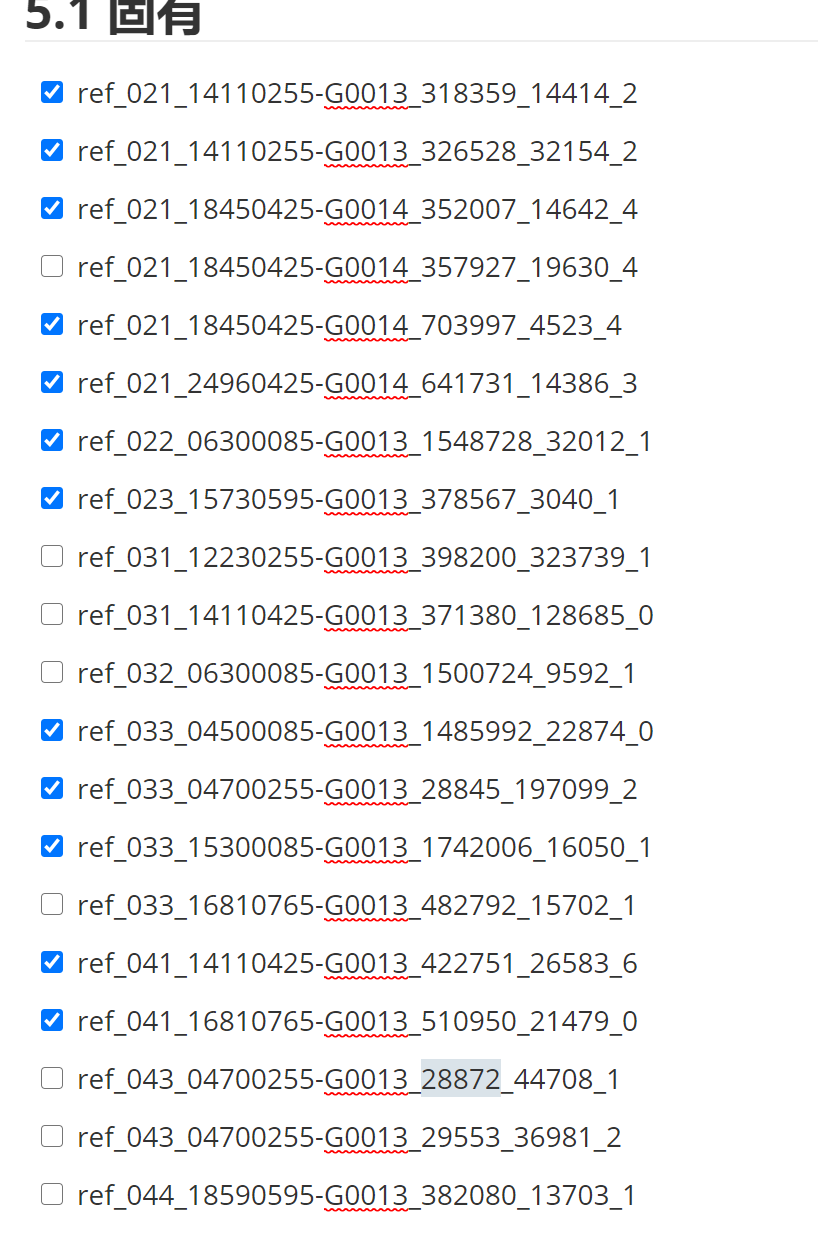 5.1 固有
ref_021_14110255-G0013_318359_14414_2
ref_021_14110255-G0013_326528_32154_2
ref_021_18450425-G0014_352007_14642_4
ref_021_18450425-G0014_357927_19630_4
ref_021_18450425-G0014_703997_4523_4
ref_021_24960425-G0014_641731_14386_3
ref_022_06300085-G0013_1548728_32012_1
ref_023_15730595-G0013_378567_3040_1
ref_031_12230255-G0013_398200_323739_1
ref_031_14110425-G0013_371380_128685_0
ref_032_06300085-G0013_1500724_9592_1
ref_033_04500085-G0013_1485992_22874_0
ref_033_04700255-G0013_28845_197099_2
ref_033_15300085-G0013_1742006_16050_1
ref_033_16810765-G0013_482792_15702_1
ref_041_14110425-G0013_422751_26583_6
ref_041_16810765-G0013_510950_21479_0
ref_043_04700255-G0013_28872_44708_1
ref_043_04700255-G0013_29553_36981_2
ref_044_18590595-G0013_382080_13703_1